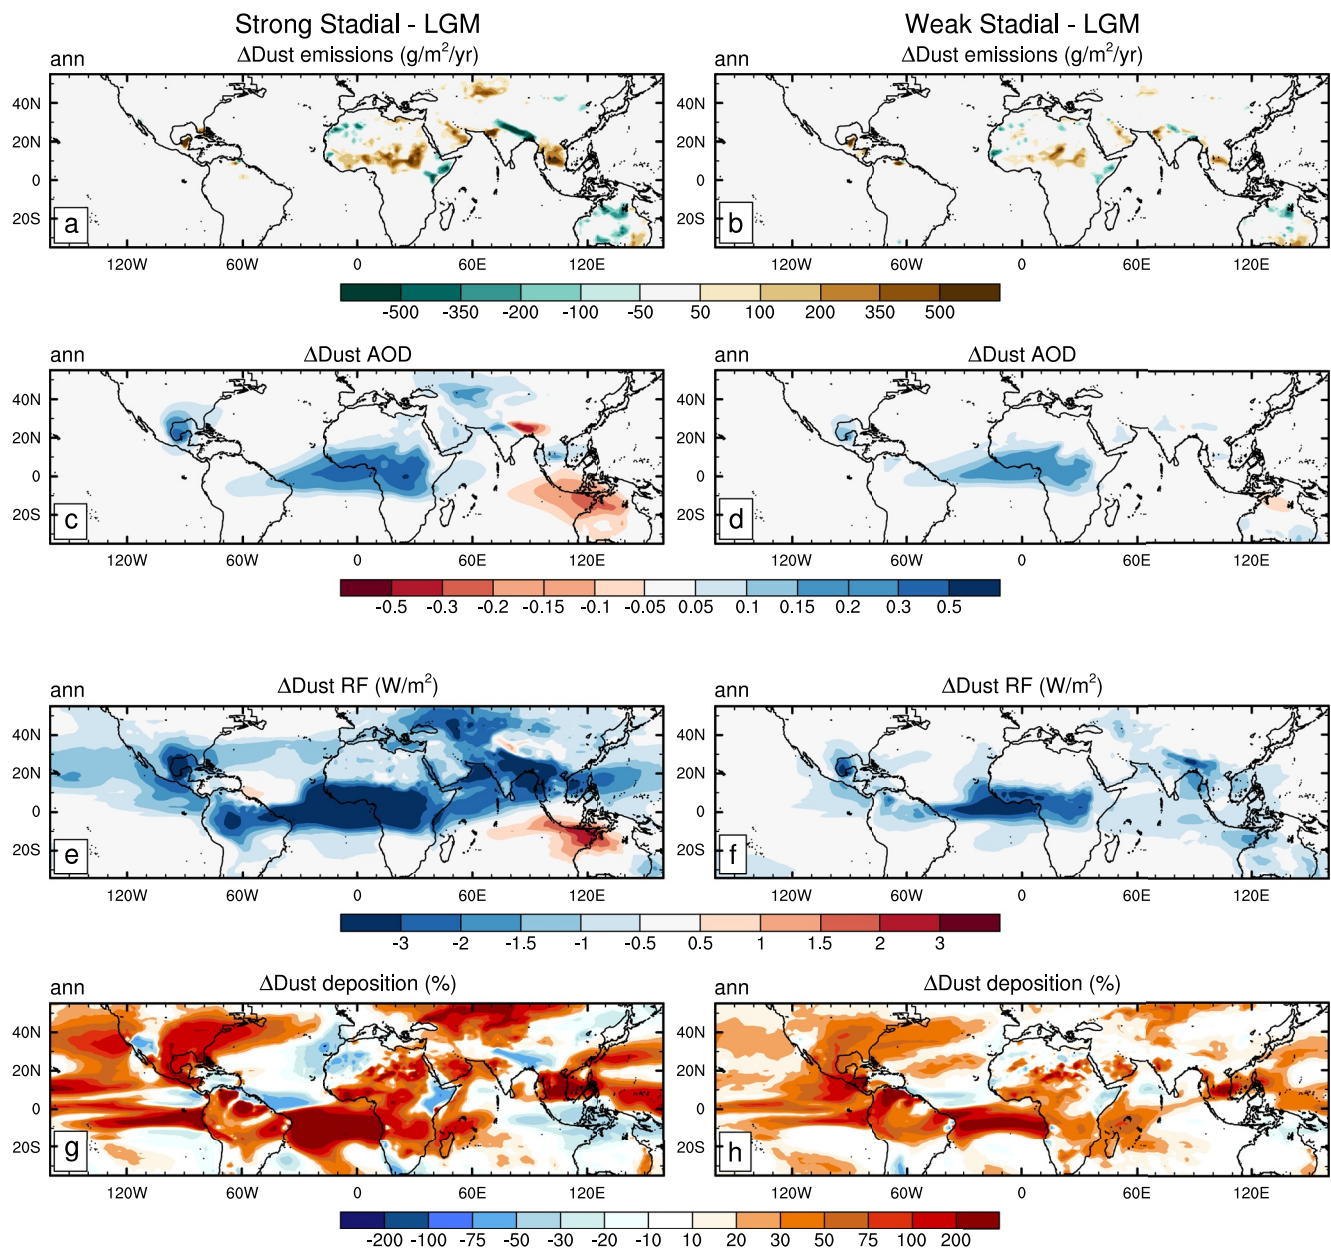 Strong Stadial - LGM
Weak Stadial - LGM
ann
ΔDust emissions (g/m²/yr)
ann
ΔDust emissions (g/m²/yr)
40N
20N
0
20S
a
120W 60W 0 60E 120E
40N
20N
0
20S
b
120W 60W 0 60E 120E
-500 -350 -200 -100 -50 50 100 200 350 500
ann
ΔDust AOD
ann
ΔDust AOD
40N
20N
0
20S
c
120W 60W 0 60E 120E
40N
20N
0
20S
d
120W 60W 0 60E 120E
-0.5 -0.3 -0.2 -0.15 -0.1 -0.05 0.05 0.1 0.15 0.2 0.3 0.5
ann
ΔDust RF (W/m²)
ann
ΔDust RF (W/m²)
40N
20N
0
20S
e
120W 60W 0 60E 120E
40N
20N
0
20S
f
120W 60W 0 60E 120E
-3 -2 -1.5 -1 -0.5 0.5 1 1.5 2 3
ann
ΔDust deposition (%)
ann
ΔDust deposition (%)
40N
20N
0
20S
g
120W 60W 0 60E 120E
40N
20N
0
20S
h
120W 60W 0 60E 120E
-200 -100 -75 -50 -30 -20 -10 10 20 30 50 75 100 200